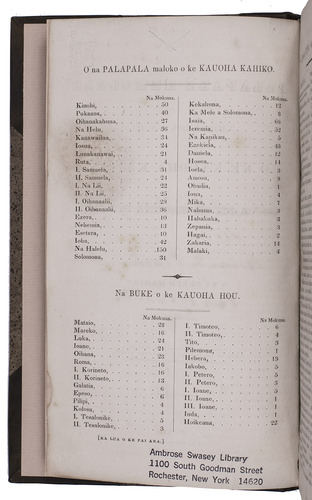 O na PALAPALA maloko o ke KAUOHA KAHIKO.
Na Mokuna.
Kinohi, 50
Pukaana, 40
Oihanakahuna, 27
Na Helu, 36
Kanawailua, 34
Iosua, 24
Lunakanawai, 21
Ruta, 4
I. Samuela, 31
II. Samuela, 24
I. Na Lii, 22
II. Na Lii, 25
I. Oihanaalii, 29
II. Oihanaalii, 36
Ezera, 10
Nehemia, 13
Esetera, 10
Ioba, 42
Na Halelu, 150
Solomona, 31
Na Mokuna.
Kekahuna, 12
Ke Mele a Solomona, 8
Isaia, 66
Ieremia, 52
Na Kanikau, 5
Ezekiela, 48
Daniela, 12
Hosea, 14
Ioela, 3
Amosa, 9
Obadia, 1
Iona, 4
Mika, 7
Nahuma, 3
Habakuka, 3
Zepania, 3
Hagai, 2
Zakaria, 14
Malaki, 4
Na BUKE o ke KAUOHA HOU.
Na Mokuna.
Mataio, 28
Mareko, 16
Luka, 24
Ioane, 21
Oihana, 28
Roma, 16
I. Korineto, 16
II. Korineto, 13
Galatia, 6
Epeso, 6
Pilipi, 4
Kolosa, 4
I. Tesalonike, 5
II. Tesalonike, 3
Na Mokuna.
I. Timoteo, 6
II. Timoteo, 4
Tito, 3
Pilemona, 1
Hebera, 13
Iakobo, 5
I. Petero, 5
II. Petero, 3
I. Ioane, 5
II. Ioane, 1
III. Ioane, 1
Iuda, 1
Hoikeana, 22
[KA LUA O KE PAI ANA.]
Ambrose Swasey Library
1100 South Goodman Street
Rochester, New York 14620